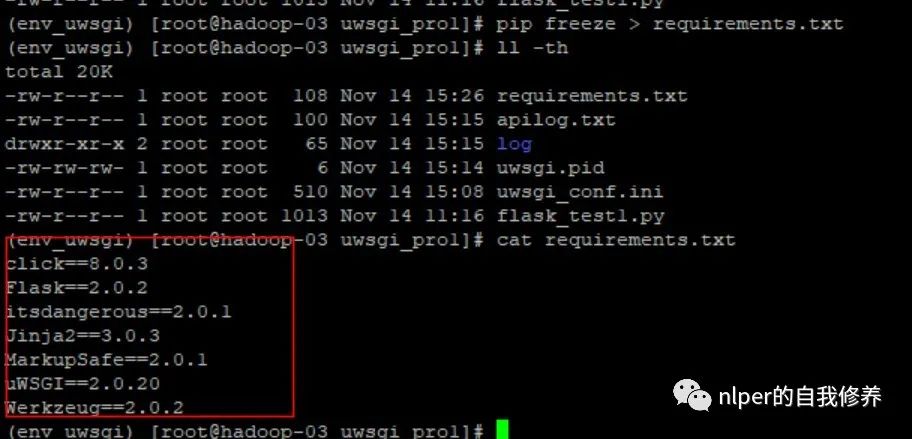 -rw-r--r-- 1 root root 1013 Nov 14 11:16 flask_test1.py
(env_uwsgi) [root@hadoop-03 uwsgi_pro1]# pip freeze > requirements.txt
(env_uwsgi) [root@hadoop-03 uwsgi_pro1]# ll -th
total 20K
-rw-r--r-- 1 root root  108 Nov 14 15:26 requirements.txt
-rw-r--r-- 1 root root  100 Nov 14 15:15 apilog.txt
drwxr-xr-x 2 root root   65 Nov 14 15:15 log
-rw-rw-rw- 1 root root    6 Nov 14 15:14 uwsgi.pid
-rw-r--r-- 1 root root  510 Nov 14 15:08 uwsgi_conf.ini
-rw-r--r-- 1 root root 1013 Nov 14 11:16 flask_test1.py
(env_uwsgi) [root@hadoop-03 uwsgi_pro1]# cat requirements.txt
click==8.0.3
Flask==2.0.2
itsdangerous==2.0.1
Jinja2==3.0.3
MarkupSafe==2.0.1
uWSGI==2.0.20
Werkzeug==2.0.2
(env_uwsgi) [root@hadoop-03 uwsgi_pro1]#
nlper的自我修养